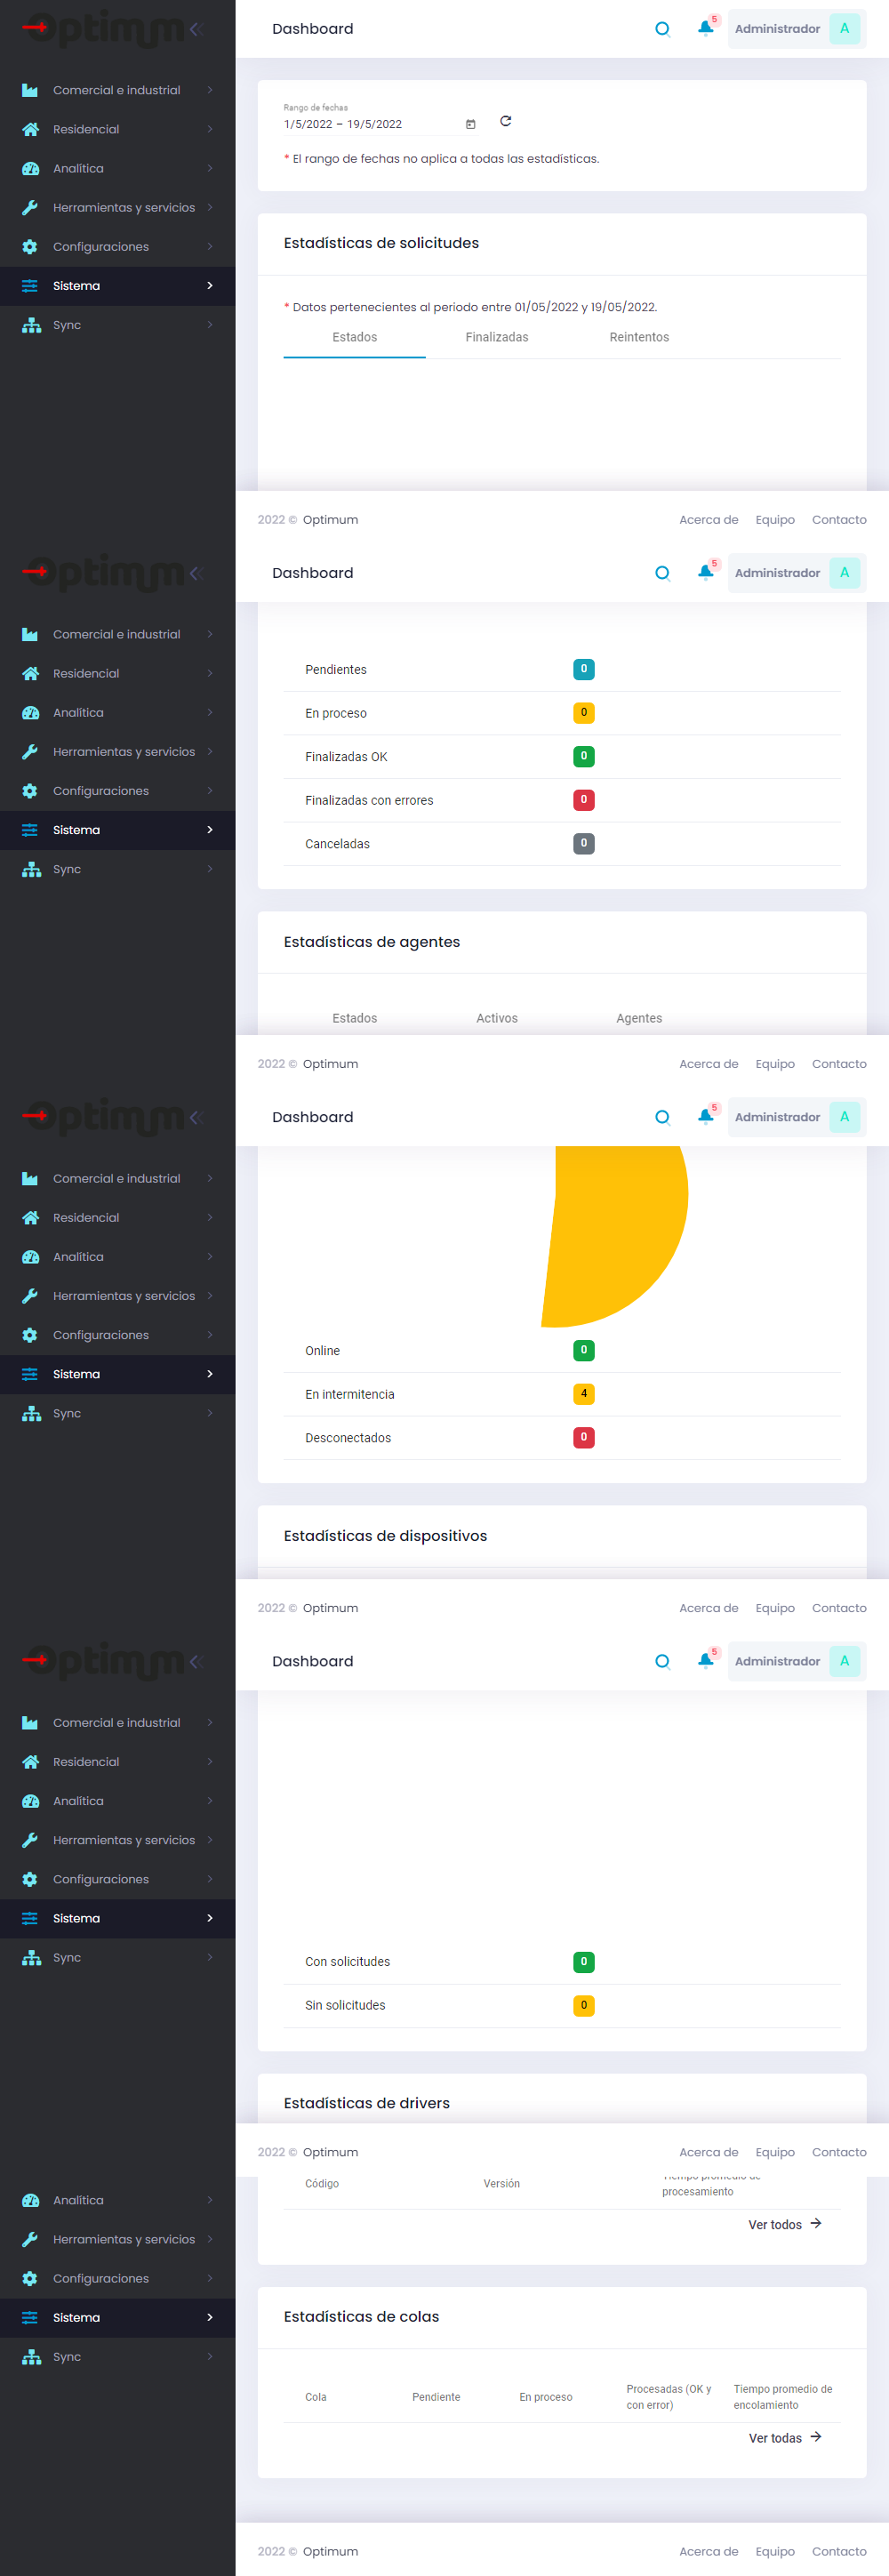 Optimum
Dashboard
5
Administrador
A
Comercial e industrial
Residencial
Analítica
Herramientas y servicios
Configuraciones
Sistema
Sync
Rango de fechas
1/5/2022 – 19/5/2022
* El rango de fechas no aplica a todas las estadísticas.
Estadísticas de solicitudes
* Datos pertenecientes al periodo entre 01/05/2022 y 19/05/2022.
Estados Finalizadas Reintentos
2022 © Optimum
Acerca de Equipo Contacto
Optimum
Dashboard
5
Administrador
A
Comercial e industrial
Residencial
Analítica
Herramientas y servicios
Configuraciones
Sistema
Sync
Pendientes 0
En proceso 0
Finalizadas OK 0
Finalizadas con errores 0
Canceladas 0
Estadísticas de agentes
Estados Activos Agentes
2022 © Optimum
Acerca de Equipo Contacto
Optimum
Dashboard
5
Administrador
A
Comercial e industrial
Residencial
Analítica
Herramientas y servicios
Configuraciones
Sistema
Sync
Online 0
En intermitencia 4
Desconectados 0
Estadísticas de dispositivos
2022 © Optimum
Acerca de Equipo Contacto
Optimum
Dashboard
5
Administrador
A
Comercial e industrial
Residencial
Analítica
Herramientas y servicios
Configuraciones
Sistema
Sync
Con solicitudes 0
Sin solicitudes 0
Estadísticas de drivers
2022 © Optimum
Acerca de Equipo Contacto
Analítica
Herramientas y servicios
Configuraciones
Sistema
Sync
Código Versión Tiempo promedio de
procesamiento
Ver todos
Estadísticas de colas
Cola Pendiente En proceso Procesadas (OK y
con error) Tiempo promedio de
encolamiento
Ver todas
2022 © Optimum
Acerca de Equipo Contacto